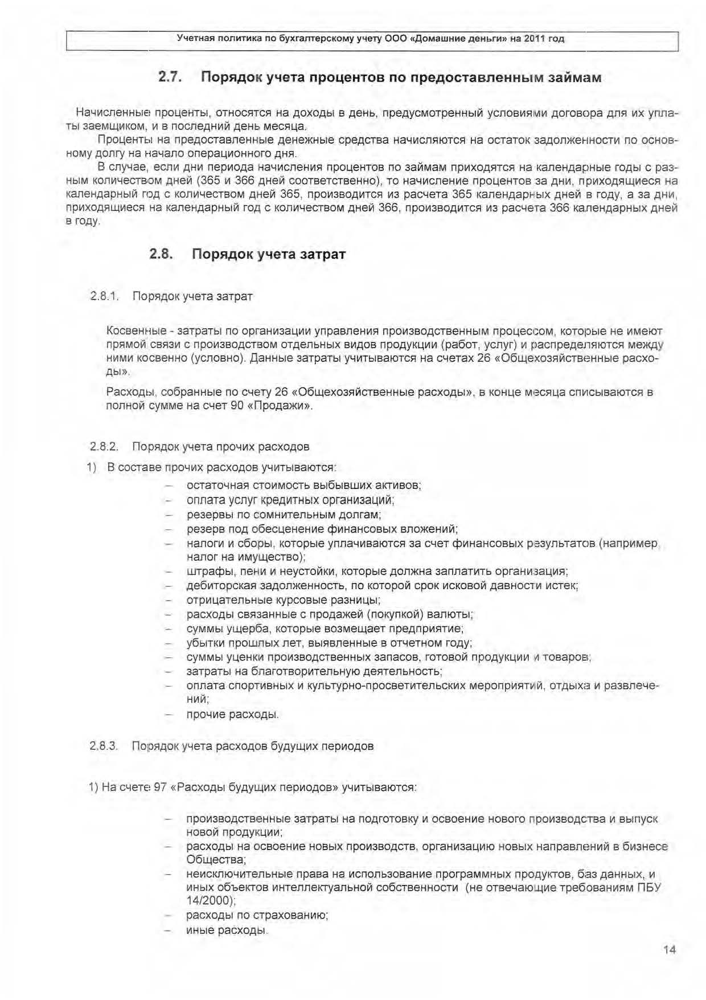 Учетная политика по бухгалтерскому учету ООО «Домашние деньги» на 2011 год
2.7. Порядок учета процентов по предоставленным займам
Начисленные проценты, относятся на доходы в день, предусмотренный условиями договора для их упла-
ты заемщиком, и в последний день месяца.
Проценты на предоставленные денежные средства начисляются на остаток задолженности по основ-
ному долгу на начало операционного дня.
В случае, если дни периода начисления процентов по займам приходятся на календарные годы с раз-
ным количеством дней (365 и 366 дней соответственно), то начисление процентов за дни, приходящиеся на
календарный год с количеством дней 365, производится из расчета 365 календарных дней в году, а за дни,
приходящиеся на календарный год с количеством дней 366, производится из расчета 366 календарных дней
в году.
2.8. Порядок учета затрат
2.8.1. Порядок учета затрат
Косвенные - затраты по организации управления производственным процессом, которые не имеют
прямой связи с производством отдельных видов продукции (работ, услуг) и распределяются между
ними косвенно (условно). Данные затраты учитываются на счетах 26 «Общехозяйственные расхо-
ды».
Расходы, собранные по счету 26 «Общехозяйственные расходы», в конце месяца списываются в
полной сумме на счет 90 «Продажи».
2.8.2. Порядок учета прочих расходов
1) В составе прочих расходов учитываются:
– остаточная стоимость выбывших активов;
– оплата услуг кредитных организаций;
– резервы по сомнительным долгам;
– резерв под обесценение финансовых вложений;
– налоги и сборы, которые уплачиваются за счет финансовых результатов (например,
налог на имущество);
– штрафы, пени и неустойки, которые должна заплатить организация;
– дебиторская задолженность, по которой срок исковой давности истек;
– отрицательные курсовые разницы;
– расходы связанные с продажей (покупкой) валюты;
– суммы ущерба, которые возмещает предприятие;
– убытки прошлых лет, выявленные в отчетном году;
– суммы уценки производственных запасов, готовой продукции и товаров;
– затраты на благотворительную деятельность;
– оплата спортивных и культурно-просветительских мероприятий, отдыха и развлече-
ний;
– прочие расходы.
2.8.3. Порядок учета расходов будущих периодов
1) На счете 97 «Расходы будущих периодов» учитываются:
– производственные затраты на подготовку и освоение нового производства и выпуск
новой продукции;
– расходы на освоение новых производств, организацию новых направлений в бизнесе
Общества;
– неисключительные права на использование программных продуктов, баз данных, и
иных объектов интеллектуальной собственности (не отвечающие требованиям ПБУ
14/2000);
– расходы по страхованию;
– иные расходы.
14